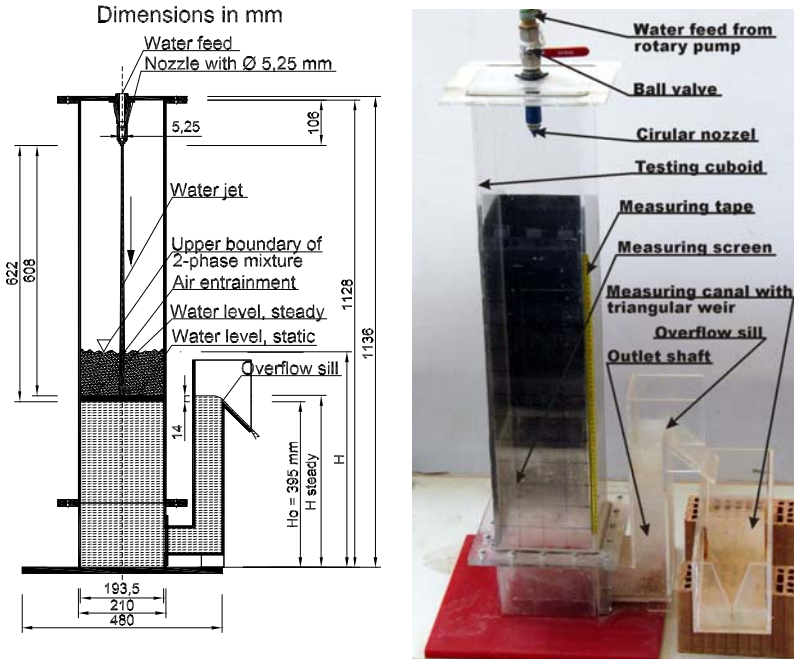 Dimensions in mm
Water feed
Nozzle with Ø 5,25 mm
5,25
106
Water jet
Upper boundary of
2-phase mixture
Air entrainment
Water level, steady
Water level, static
622
608
1128
1136
Overflow sill
14
Ho = 395 mm
H steady
H
193,5
210
480
Water feed from
rotary pump
Ball valve
Cirular nozzel
Testing cuboid
Measuring tape
Measuring screen
Measuring canal with
triangular weir
Overflow sill
Outlet shaft